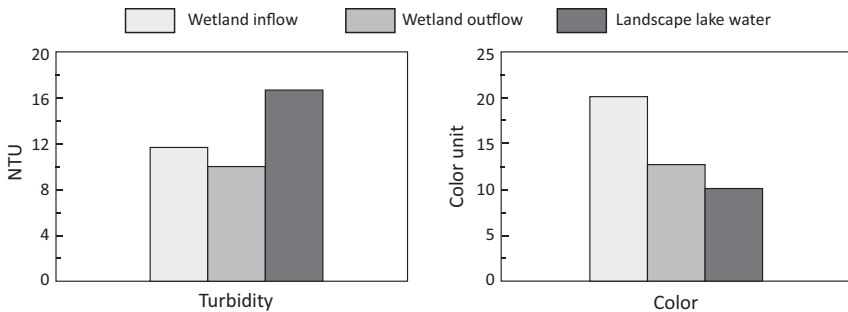 Wetland inflow Wetland outflow Landscape lake water
20
16
12
8
4
0
NTU
Turbidity
25
20
15
10
5
0
Color unit
Color